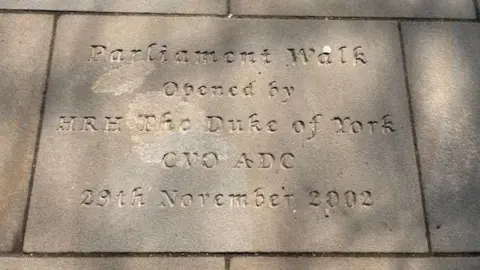 Parliament Walk
Opened by
HRH The Duke of York
CVO ADC
29th November 2002